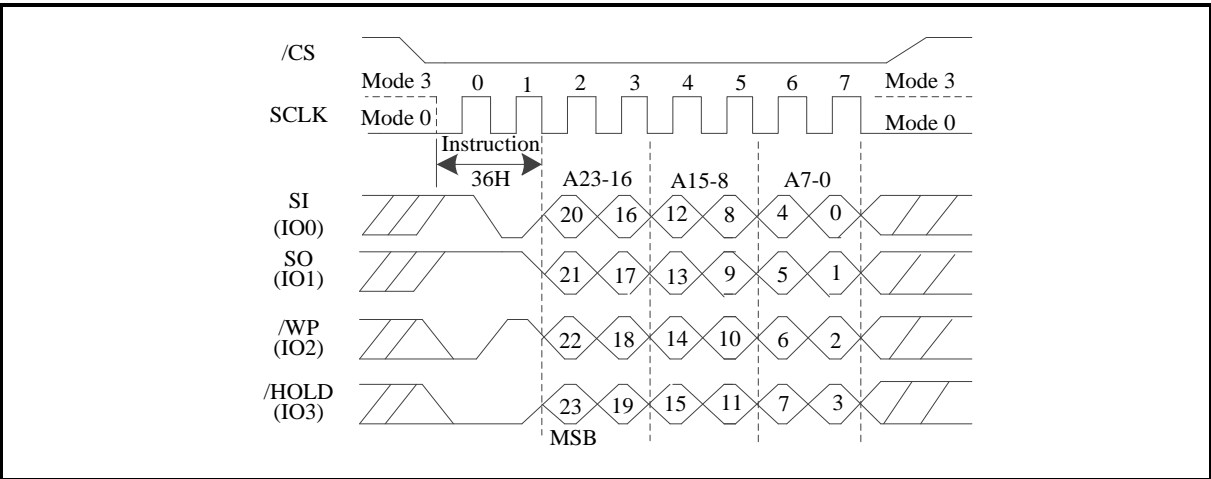 /CS
Mode 3 0 1 2 3 4 5 6 7 Mode 3
SCLK Mode 0 Mode 0
Instruction
36H A23-16 A15-8 A7-0
SI
(IO0) 20 16 12 8 4 0
SO
(IO1) 21 17 13 9 5 1
/WP
(IO2) 22 18 14 10 6 2
/HOLD
(IO3) 23 19 15 11 7 3
MSB